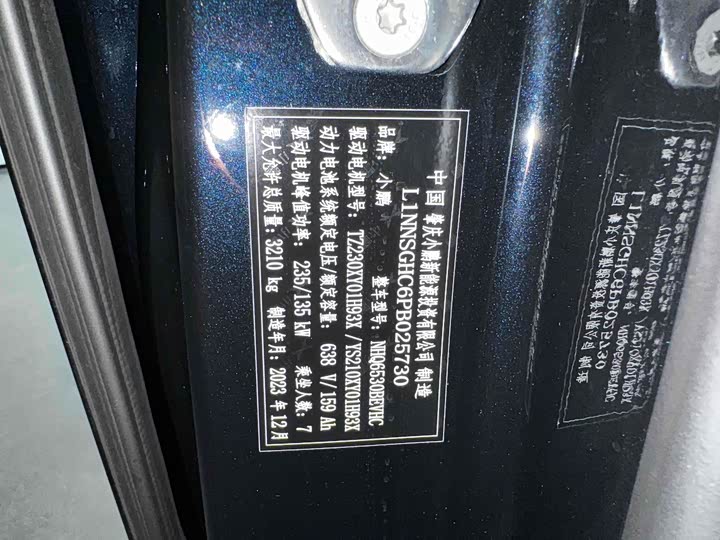 中国 肇庆小鹏新能源投资有限公司 制造
L1NNSGHC6PB025730
品牌：小鹏 整车型号：NHQ6530BEVHC
驱动电机型号：TZ230XY01H93X /YS210XY01B93X
动力电池系统额定电压/额定容量：638 V/159 Ah
驱动电机峰值功率：235/135 kW 乘坐人数：7
最大允许总质量：3210 kg 制造年月：2023 年 12月